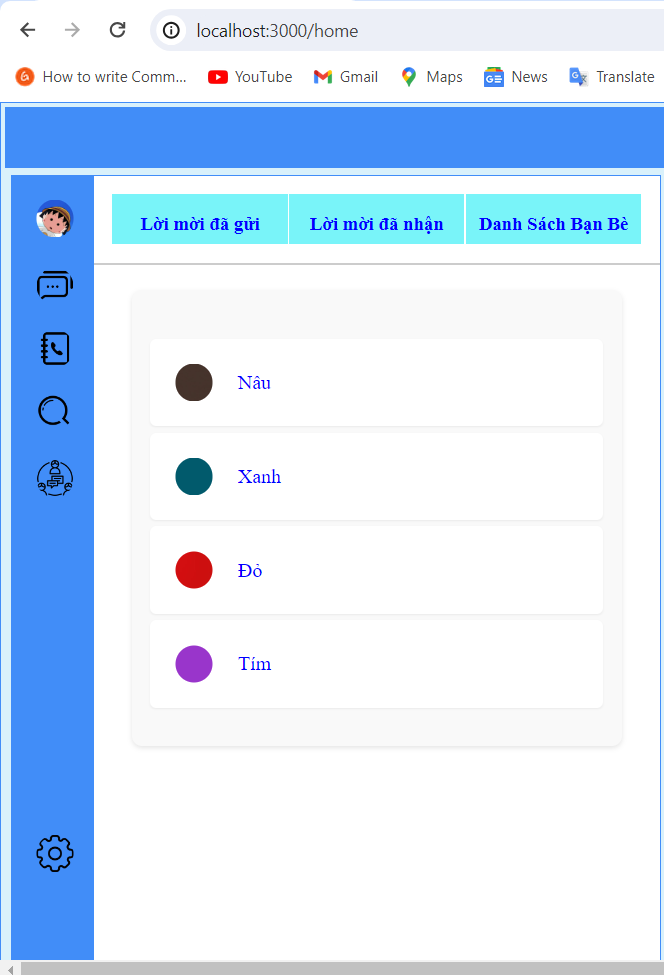 localhost:3000/home
How to write Comm... YouTube Gmail Maps News Translate
Lời mời đã gửi Lời mời đã nhận Danh Sách Bạn Bè
Nâu
Xanh
Đỏ
Tím